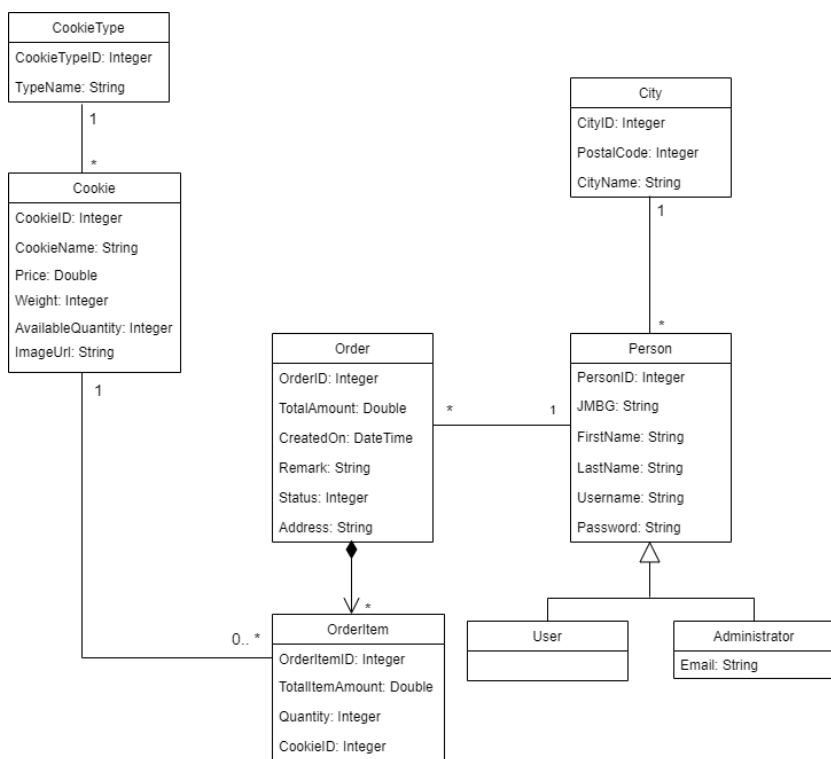 CookieType
CookieTypeID: Integer
TypeName: String
1
*
Cookie
CookieID: Integer
CookieName: String
Price: Double
Weight: Integer
AvailableQuantity: Integer
ImageUrl: String
1
City
CityID: Integer
PostalCode: Integer
CityName: String
1
*
Order
OrderID: Integer
TotalAmount: Double
CreatedOn: DateTime
Remark: String
Status: Integer
Address: String
*
1
Person
PersonID: Integer
JMBG: String
FirstName: String
LastName: String
Username: String
Password: String
*
0.. *
OrderItem
OrderItemID: Integer
TotalItemAmount: Double
Quantity: Integer
CookieID: Integer
User
Administrator
Email: String